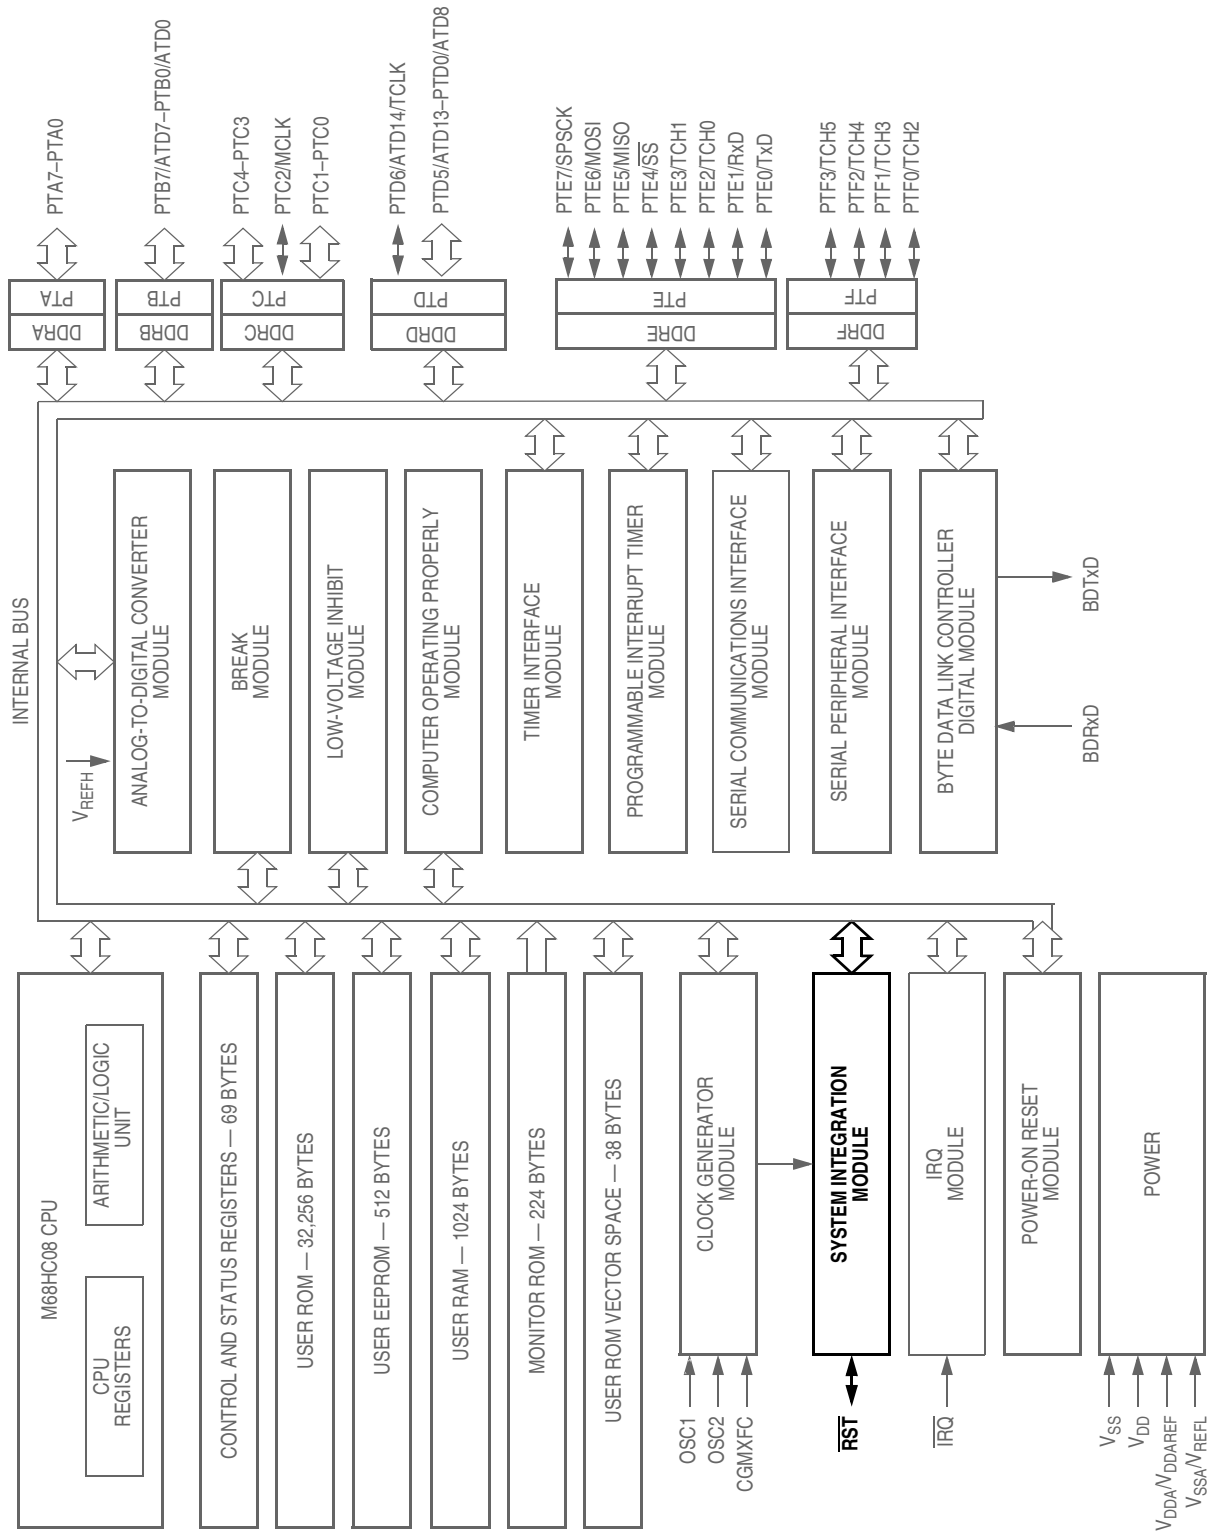 M68HC08 CPU
CPU
REGISTERS
ARITHMETIC/LOGIC
UNIT
CONTROL AND STATUS REGISTERS — 69 BYTES
USER ROM — 32,256 BYTES
USER EEPROM — 512 BYTES
USER RAM — 1024 BYTES
MONITOR ROM — 224 BYTES
USER ROM VECTOR SPACE — 38 BYTES
OSC1
OSC2
CGMXFC
CLOCK GENERATOR
MODULE
RST
SYSTEM INTEGRATION
MODULE
IRQ
IRQ
MODULE
POWER-ON RESET
MODULE
VSS
VDD
VDDA/VDDAREF
VSSA/VREFL
POWER
INTERNAL BUS
VREFH
ANALOG-TO-DIGITAL CONVERTER
MODULE
BREAK
MODULE
LOW-VOLTAGE INHIBIT
MODULE
COMPUTER OPERATING PROPERLY
MODULE
TIMER INTERFACE
MODULE
PROGRAMMABLE INTERRUPT TIMER
MODULE
SERIAL COMMUNICATIONS INTERFACE
MODULE
SERIAL PERIPHERAL INTERFACE
MODULE
BYTE DATA LINK CONTROLLER
DIGITAL MODULE
BDRxD
BDTxD
DDRA
PTA
PTA7–PTA0
DDRB
PTB
PTB7/ATD7–PTB0/ATD0
DDRC
PTC
PTC4–PTC3
PTC2/MCLK
PTC1–PTC0
DDRD
PTD
PTD6/ATD14/TCLK
PTD5/ATD13–PTD0/ATD8
DDRE
PTE
PTE7/SPSCK
PTE6/MOSI
PTE5/MISO
PTE4/SS
PTE3/TCH1
PTE2/TCH0
PTE1/RxD
PTE0/TxD
DDRF
PTF
PTF3/TCH5
PTF2/TCH4
PTF1/TCH3
PTF0/TCH2